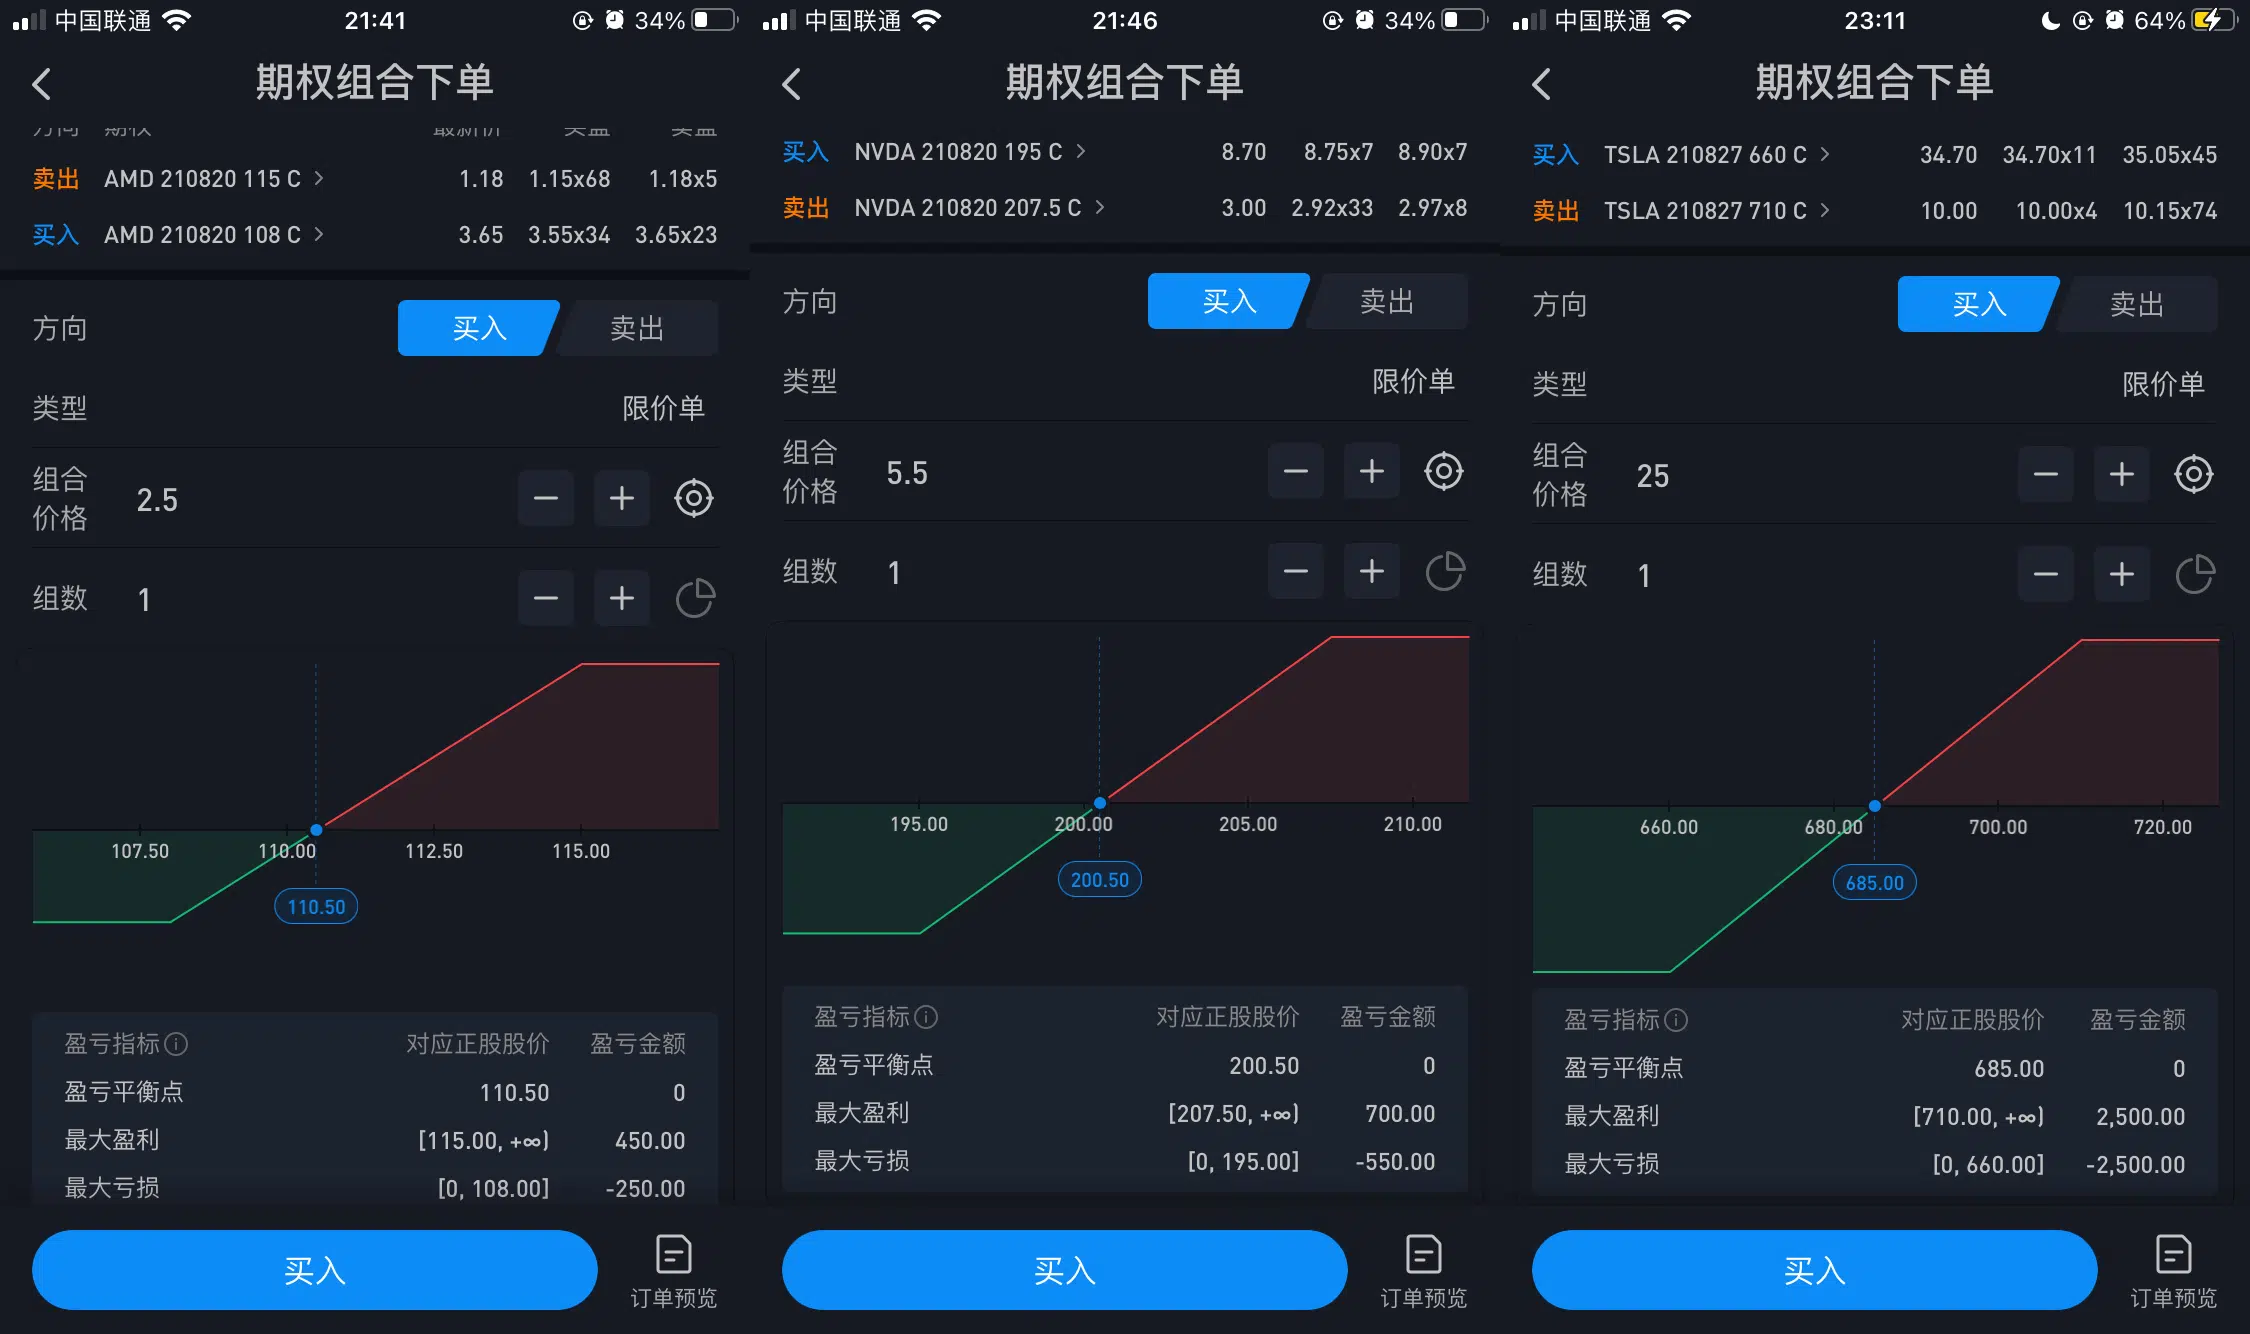 中国联通 21:41 34%
期权组合下单
方向 期权 最新价 买盘 卖盘
卖出 AMD 210820 115 C 1.18 1.15x68 1.18x5
买入 AMD 210820 108 C 3.65 3.55x34 3.65x23
方向 买入 卖出
类型 限价单
组合
价格 2.5
组数 1
107.50 110.00 112.50 115.00
110.50
盈亏指标 对应正股股价 盈亏金额
盈亏平衡点 110.50 0
最大盈利 [115.00, +∞) 450.00
最大亏损 [0, 108.00] -250.00
买入 订单预览
中国联通 21:46 34%
期权组合下单
买入 NVDA 210820 195 C 8.70 8.75x7 8.90x7
卖出 NVDA 210820 207.5 C 3.00 2.92x33 2.97x8
方向 买入 卖出
类型 限价单
组合
价格 5.5
组数 1
195.00 200.00 205.00 210.00
200.50
盈亏指标 对应正股股价 盈亏金额
盈亏平衡点 200.50 0
最大盈利 [207.50, +∞) 700.00
最大亏损 [0, 195.00] -550.00
买入 订单预览
中国联通 23:11 64%
期权组合下单
买入 TSLA 210827 660 C 34.70 34.70x11 35.05x45
卖出 TSLA 210827 710 C 10.00 10.00x4 10.15x74
方向 买入 卖出
类型 限价单
组合
价格 25
组数 1
660.00 680.00 700.00 720.00
685.00
盈亏指标 对应正股股价 盈亏金额
盈亏平衡点 685.00 0
最大盈利 [710.00, +∞) 2,500.00
最大亏损 [0, 660.00] -2,500.00
买入 订单预览